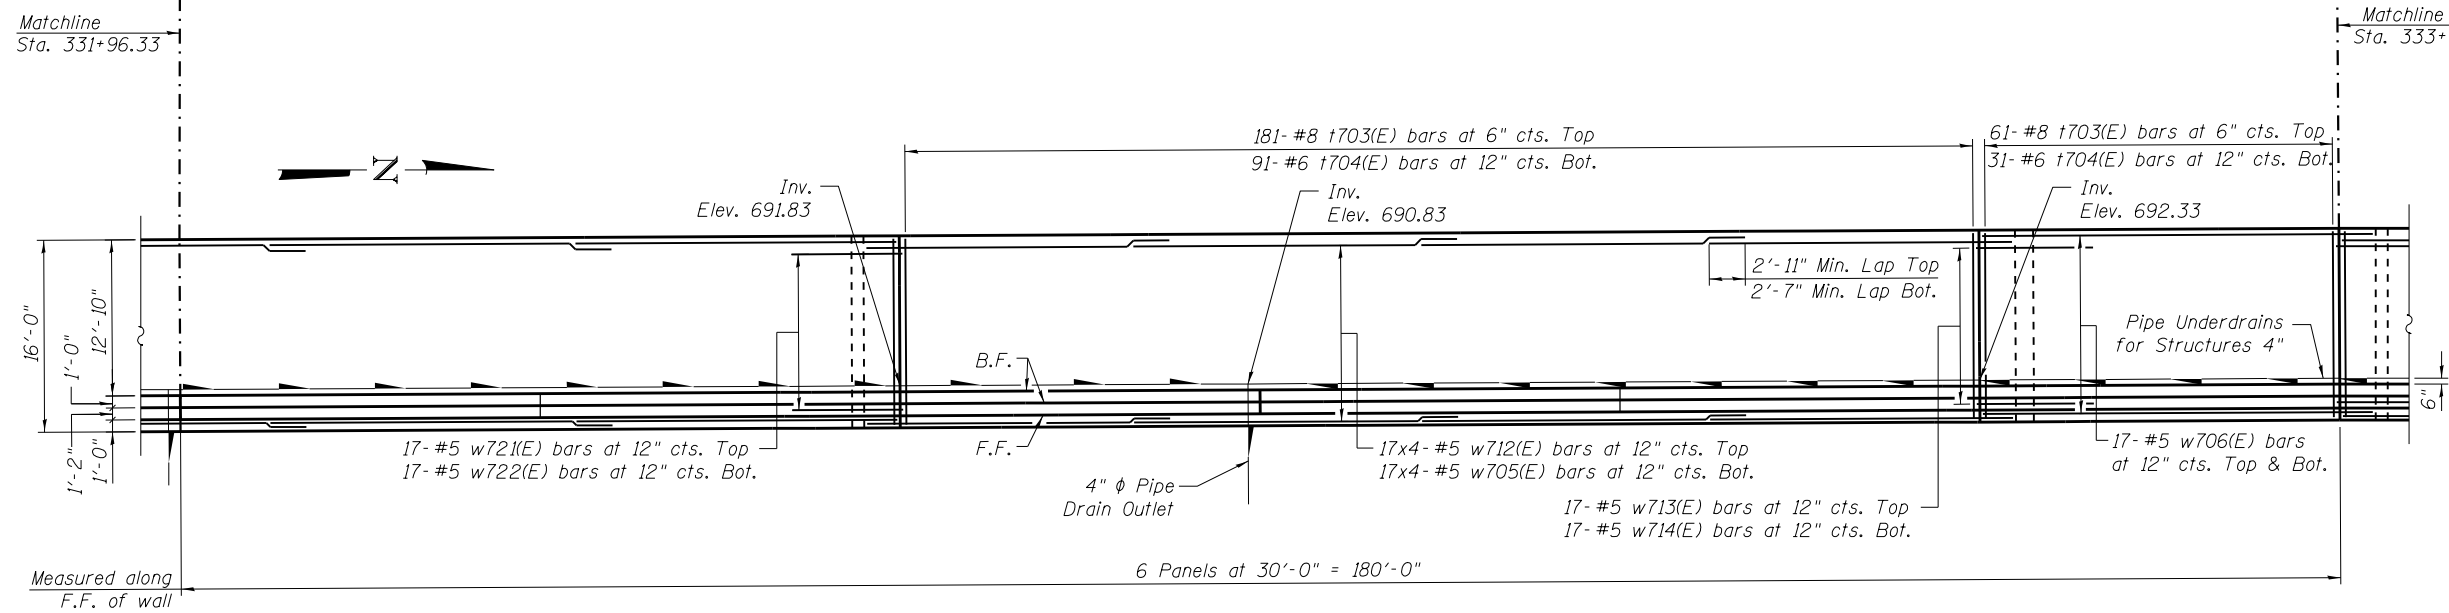 Matchline
Sta. 331+96.33
Matchline
Sta. 333+
181- #8 t703(E) bars at 6" cts. Top
91- #6 t704(E) bars at 12" cts. Bot.
61- #8 t703(E) bars at 6" cts. Top
31- #6 t704(E) bars at 12" cts. Bot.
N
Inv.
Elev. 691.83
Inv.
Elev. 690.83
Inv.
Elev. 692.33
2'-11" Min. Lap Top
2'-7" Min. Lap Bot.
16'-0"
12'-10"
1'-0"
1'-2"
1'-0"
B.F.
F.F.
Pipe Underdrains
for Structures 4"
6"
17- #5 w721(E) bars at 12" cts. Top
17- #5 w722(E) bars at 12" cts. Bot.
4" ϕ Pipe
Drain Outlet
17x4- #5 w712(E) bars at 12" cts. Top
17x4- #5 w705(E) bars at 12" cts. Bot.
17- #5 w713(E) bars at 12" cts. Top
17- #5 w714(E) bars at 12" cts. Bot.
17- #5 w706(E) bars
at 12" cts. Top & Bot.
6 Panels at 30'-0" = 180'-0"
Measured along
F.F. of wall